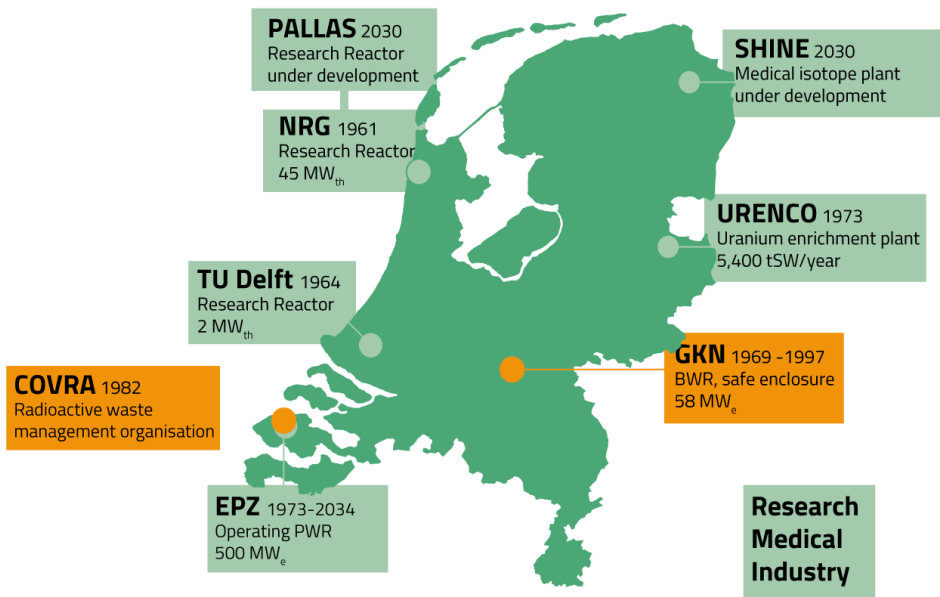 PALLAS 2030
Research Reactor
under development
SHINE 2030
Medical isotope plant
under development
NRG 1961
Research Reactor
45 MWth
URENCO 1973
Uranium enrichment plant
5,400 tSW/year
TU Delft 1964
Research Reactor
2 MWth
GKN 1969 -1997
BWR, safe enclosure
58 MWe
COVRA 1982
Radioactive waste
management organisation
EPZ 1973-2034
Operating PWR
500 MWe
Research
Medical
Industry